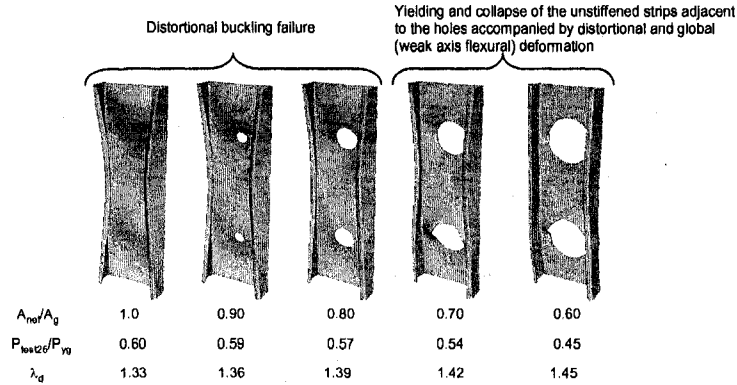 Distortional buckling failure
Yielding and collapse of the unstiffened strips adjacent
to the holes accompanied by distortional and global
(weak axis flexural) deformation
Anet/Ag 1.0 0.90 0.80 0.70 0.60
Ptest26/Pyg 0.60 0.59 0.57 0.54 0.45
λd 1.33 1.36 1.39 1.42 1.45